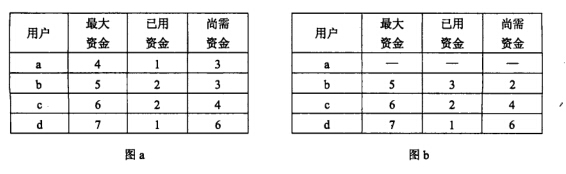 用户 最大资金 已用资金 尚需资金
a 4 1 3
b 5 2 3
c 6 2 4
d 7 1 6
图 a
用户 最大资金 已用资金 尚需资金
a — — —
b 5 3 2
c 6 2 4
d 7 1 6
图 b